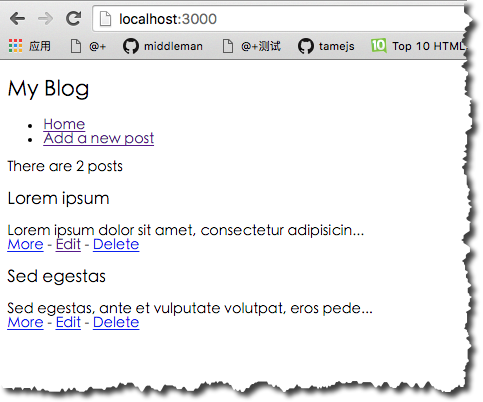 localhost:3000
应用 @+ middleman @+测试 tamejs Top 10 HTML
My Blog
Home
Add a new post
There are 2 posts
Lorem ipsum
Lorem ipsum dolor sit amet, consectetur adipisicin...
More - Edit - Delete
Sed egestas
Sed egestas, ante et vulputate volutpat, eros pede...
More - Edit - Delete